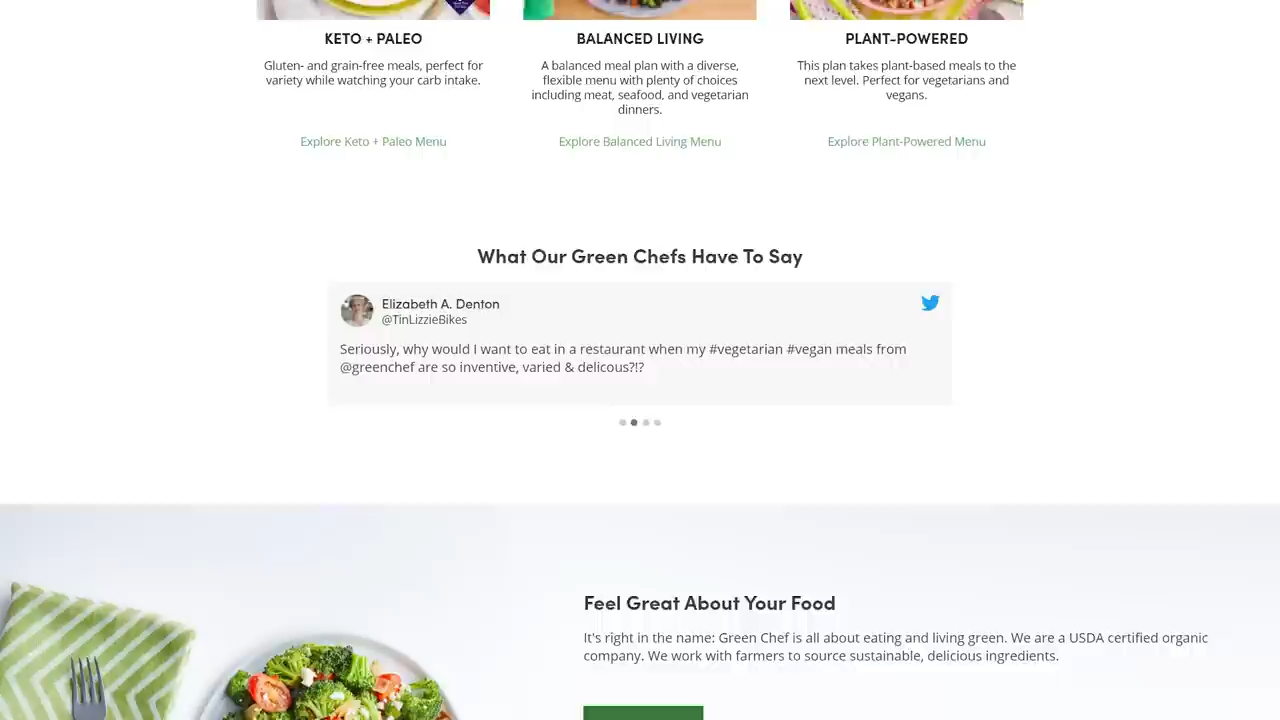 KETO + PALEO
Gluten- and grain-free meals, perfect for
variety while watching your carb intake.
Explore Keto + Paleo Menu
BALANCED LIVING
A balanced meal plan with a diverse,
flexible menu with plenty of choices
including meat, seafood, and vegetarian
dinners.
Explore Balanced Living Menu
PLANT-POWERED
This plan takes plant-based meals to the
next level. Perfect for vegetarians and
vegans.
Explore Plant-Powered Menu
What Our Green Chefs Have To Say
Elizabeth A. Denton
@TinLizzieBikes
Seriously, why would I want to eat in a restaurant when my #vegetarian #vegan meals from
@greenchef are so inventive, varied & delicous?!?
Feel Great About Your Food
It's right in the name: Green Chef is all about eating and living green. We are a USDA certified organic
company. We work with farmers to source sustainable, delicious ingredients.